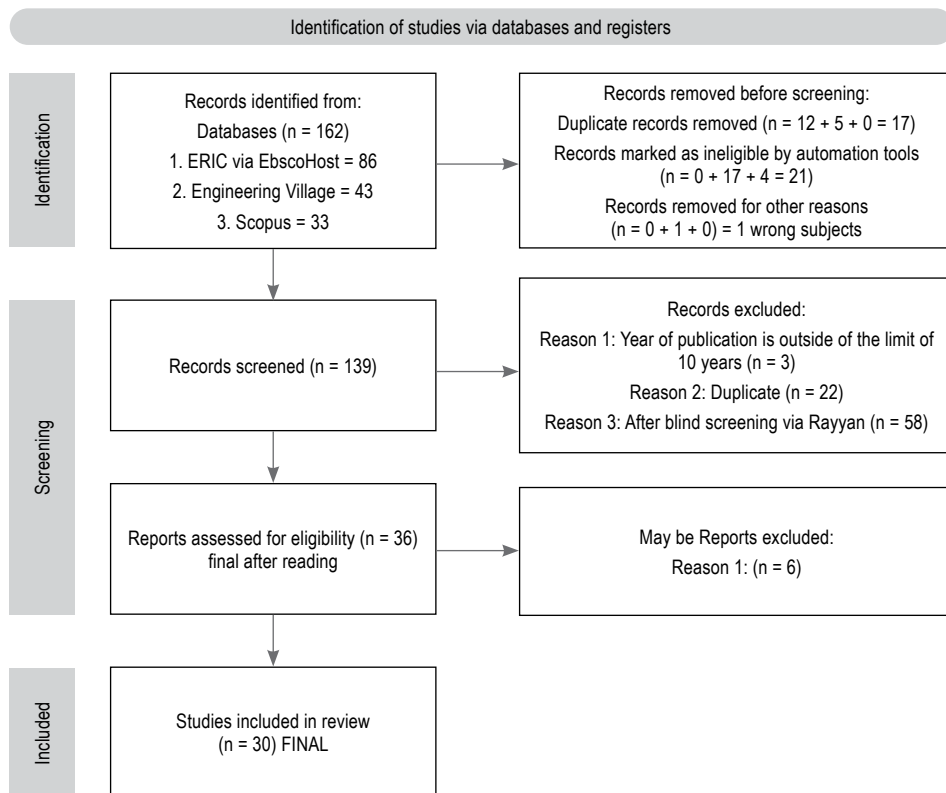 Identification of studies via databases and registers
Identification
Records identified from:
Databases (n = 162)
1. ERIC via EbscoHost = 86
2. Engineering Village = 43
3. Scopus = 33
Records removed before screening:
Duplicate records removed (n = 12 + 5 + 0 = 17)
Records marked as ineligible by automation tools
(n = 0 + 17 + 4 = 21)
Records removed for other reasons
(n = 0 + 1 + 0) = 1 wrong subjects
Screening
Records screened (n = 139)
Records excluded:
Reason 1: Year of publication is outside of the limit of
10 years (n = 3)
Reason 2: Duplicate (n = 22)
Reason 3: After blind screening via Rayyan (n = 58)
Reports assessed for eligibility (n = 36)
final after reading
May be Reports excluded:
Reason 1: (n = 6)
Included
Studies included in review
(n = 30) FINAL